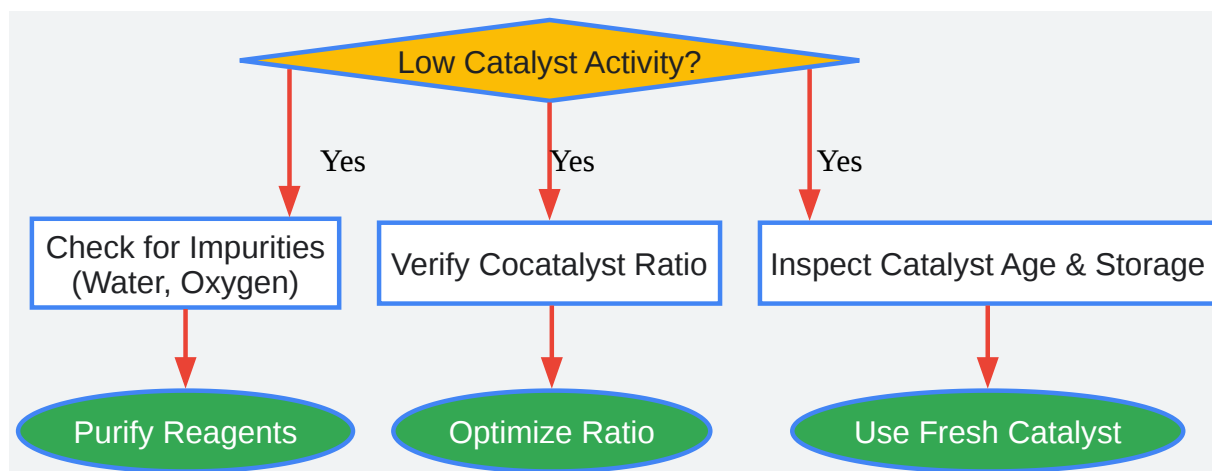 Low Catalyst Activity?
Yes
Yes
Yes
Check for Impurities
(Water, Oxygen)
Verify Cocatalyst Ratio
Inspect Catalyst Age & Storage
Purify Reagents
Optimize Ratio
Use Fresh Catalyst